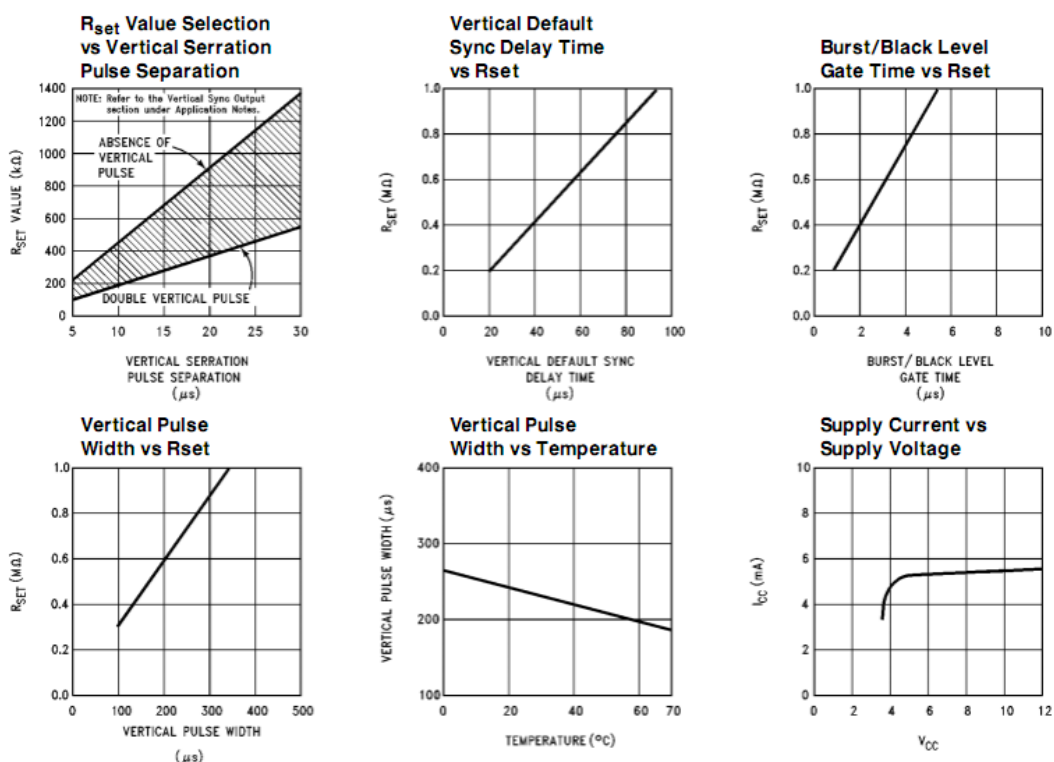 Rset Value Selection
vs Vertical Serration
Pulse Separation
1400
1200
1000
800
600
400
200
0
RSET VALUE (kΩ)
NOTE: Refer to the Vertical Sync Output
section under Application Notes.
ABSENCE OF
VERTICAL
PULSE
DOUBLE VERTICAL PULSE
5 10 15 20 25 30
VERTICAL SERRATION
PULSE SEPARATION
(μs)
Vertical Default
Sync Delay Time
vs Rset
1.0
0.8
0.6
0.4
0.2
0.0
RSET (MΩ)
0 20 40 60 80 100
VERTICAL DEFAULT SYNC
DELAY TIME
(μs)
Burst/Black Level
Gate Time vs Rset
1.0
0.8
0.6
0.4
0.2
0.0
RSET (MΩ)
0 2 4 6 8 10
BURST/BLACK LEVEL
GATE TIME
(μs)
Vertical Pulse
Width vs Rset
1.0
0.8
0.6
0.4
0.2
0.0
RSET (MΩ)
0 100 200 300 400 500
VERTICAL PULSE WIDTH
(μs)
Vertical Pulse
Width vs Temperature
400
300
200
100
VERTICAL PULSE WIDTH (μs)
0 20 40 60 70
TEMPERATURE (ºC)
Supply Current vs
Supply Voltage
10
8
6
4
2
0
ICC (mA)
0 2 4 6 8 10 12
VCC